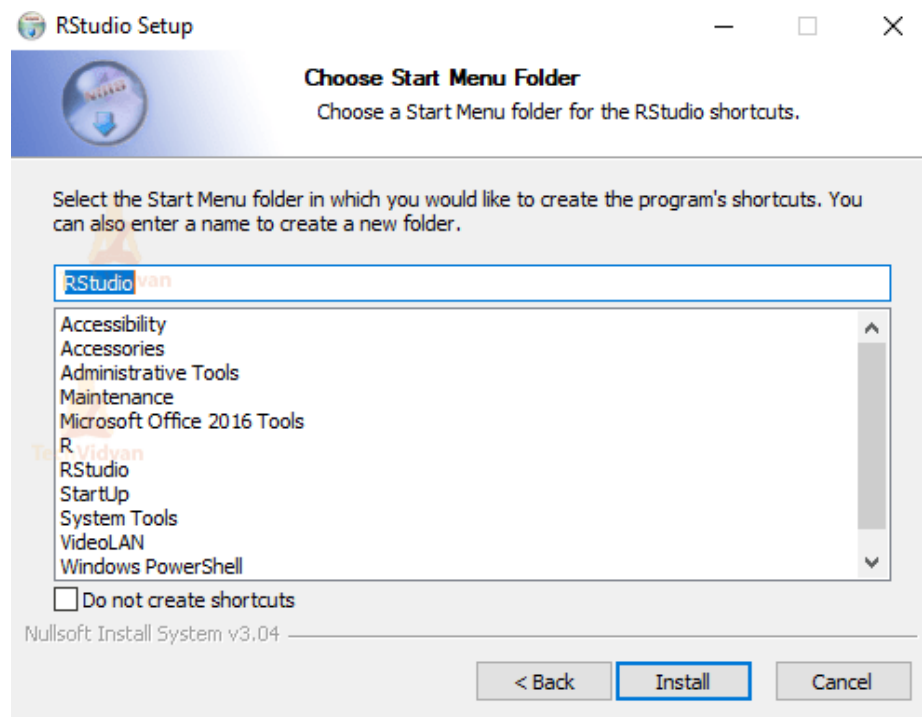 RStudio Setup
Choose Start Menu Folder
Choose a Start Menu folder for the RStudio shortcuts.
Select the Start Menu folder in which you would like to create the program's shortcuts. You
can also enter a name to create a new folder.
RStudio
van
Accessibility
Accessories
Administrative Tools
Maintenance
Microsoft Office 2016 Tools
R
Vidvan
RStudio
StartUp
System Tools
VideoLAN
Windows PowerShell
Do not create shortcuts
Nullsoft Install System v3.04
< Back
Install
Cancel